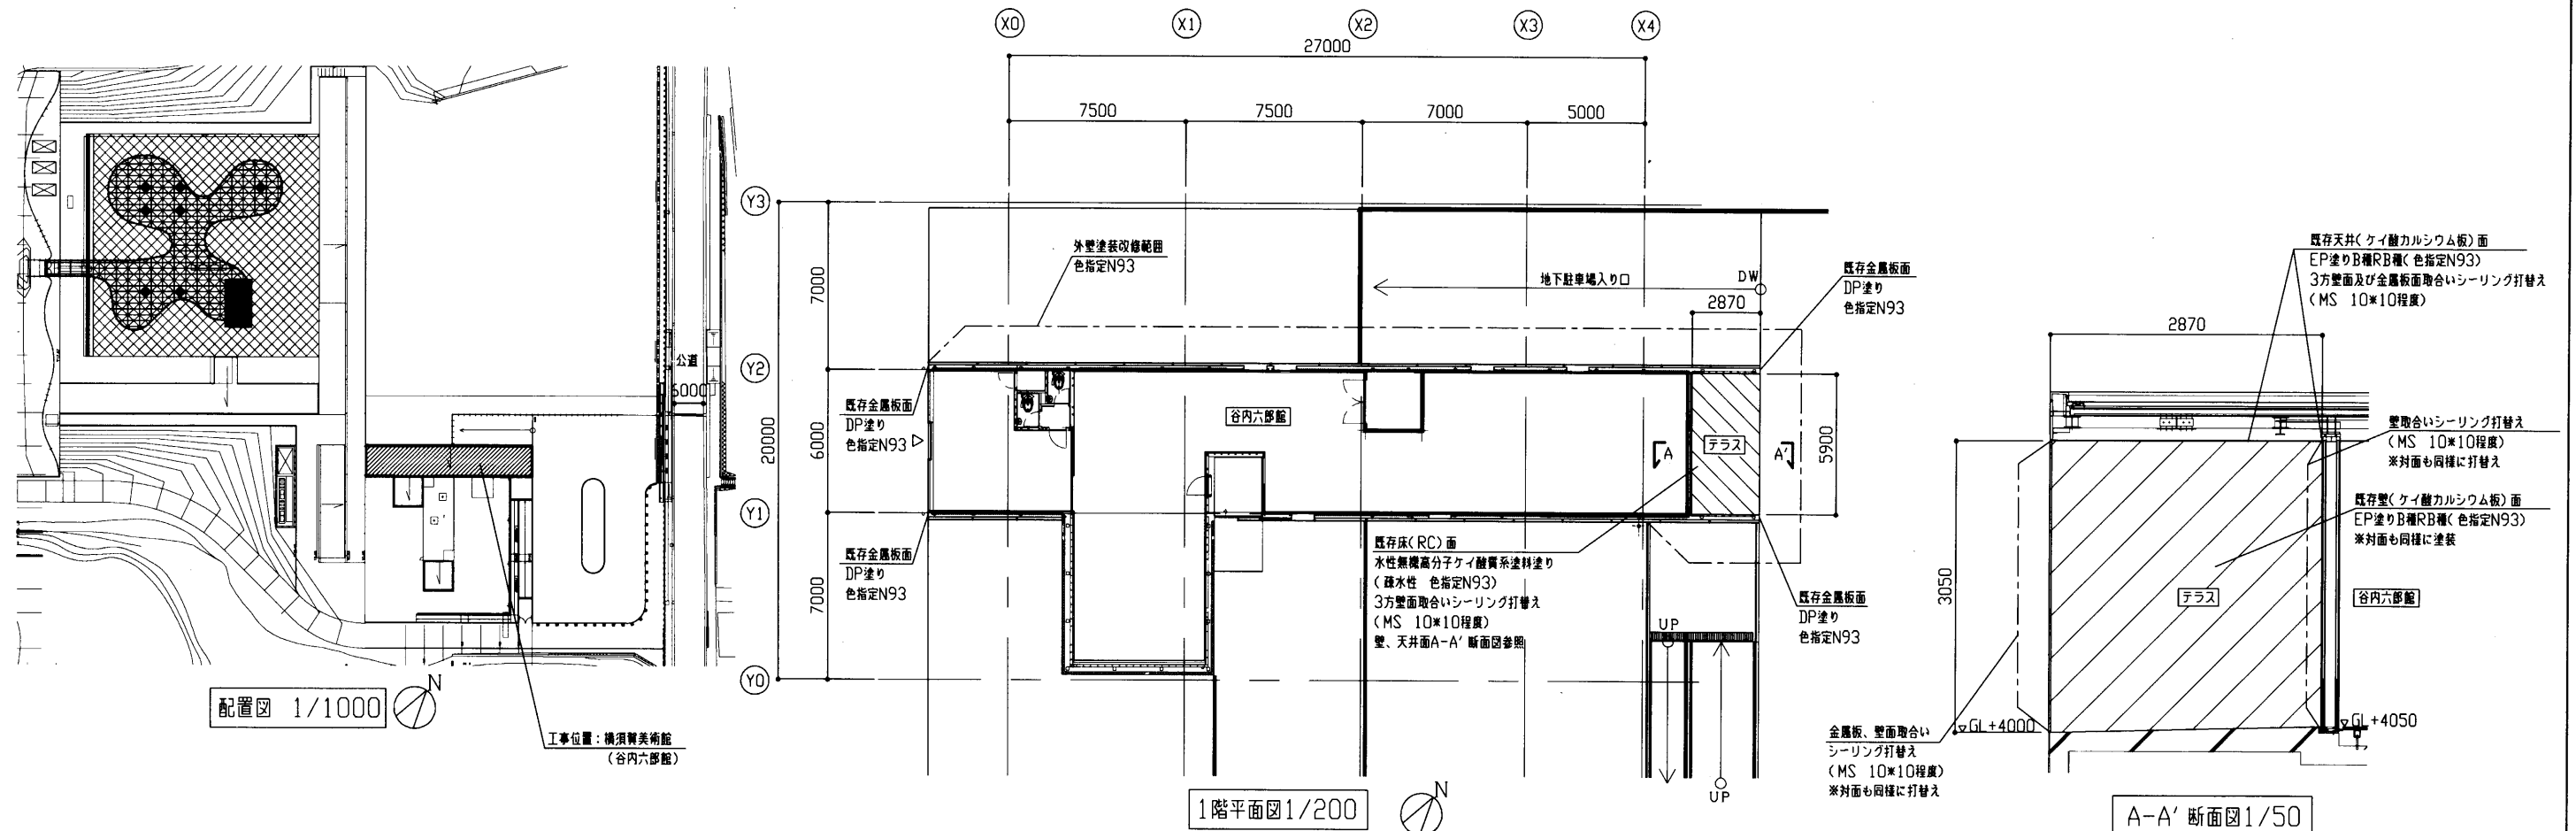 公道
6000
配置図 1/1000
N
工事位置：横須賀美術館
（谷内六郎館）
X0
X1
X2
X3
X4
27000
7500
7500
7000
5000
Y3
Y2
Y1
Y0
20000
7000
6000
7000
外壁塗装改修範囲
色指定N93
地下駐車場入り口
DW
2870
既存金属板面
DP塗り
色指定N93
既存金属板面
DP塗り
色指定N93
谷内六郎館
テラス
A
A'
5900
既存金属板面
DP塗り
色指定N93
既存床(RC)面
水性無機高分子ケイ酸質系塗料塗り
(疎水性 色指定N93)
3方壁面取合いシーリング打替え
(MS 10*10程度)
壁、天井面A-A' 断面図参照
既存金属板面
DP塗り
色指定N93
UP
UP
1階平面図1/200
N
既存天井(ケイ酸カルシウム板)面
EP塗りB種RB種(色指定N93)
3方壁面及び金属板面取合いシーリング打替え
(MS 10*10程度)
2870
壁取合いシーリング打替え
(MS 10*10程度)
※対面も同様に打替え
既存壁(ケイ酸カルシウム板)面
EP塗りB種RB種(色指定N93)
※対面も同様に塗装
3050
テラス
谷内六郎館
GL+4000
GL+4050
金属板、壁面取合い
シーリング打替え
(MS 10*10程度)
※対面も同様に打替え
A-A' 断面図1/50